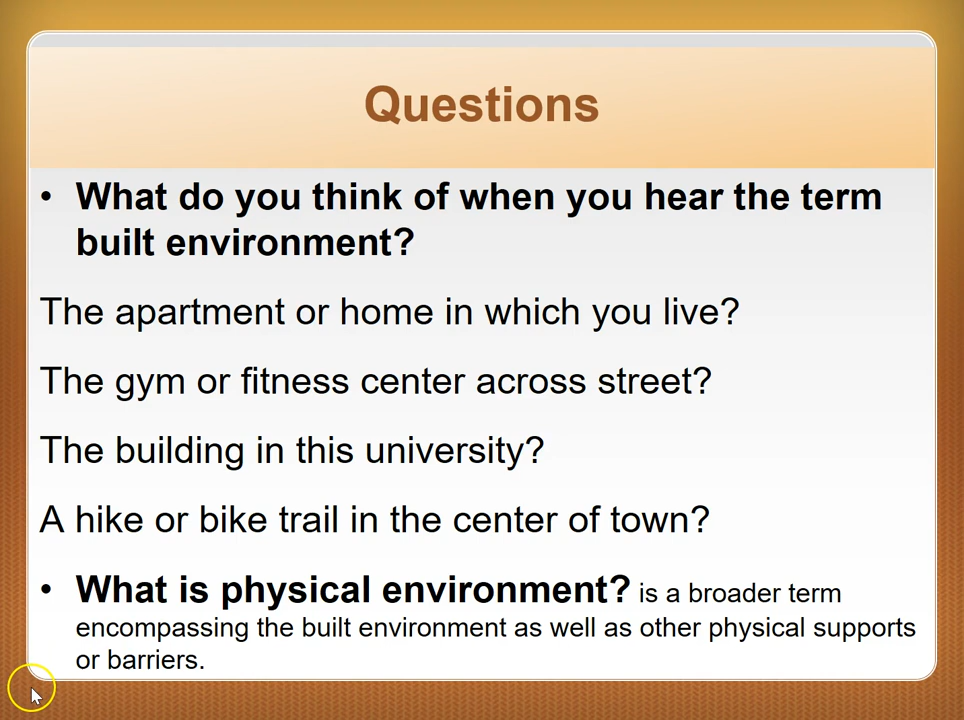 Questions
• What do you think of when you hear the term
built environment?
The apartment or home in which you live?
The gym or fitness center across street?
The building in this university?
A hike or bike trail in the center of town?
• What is physical environment? is a broader term
encompassing the built environment as well as other physical supports
or barriers.